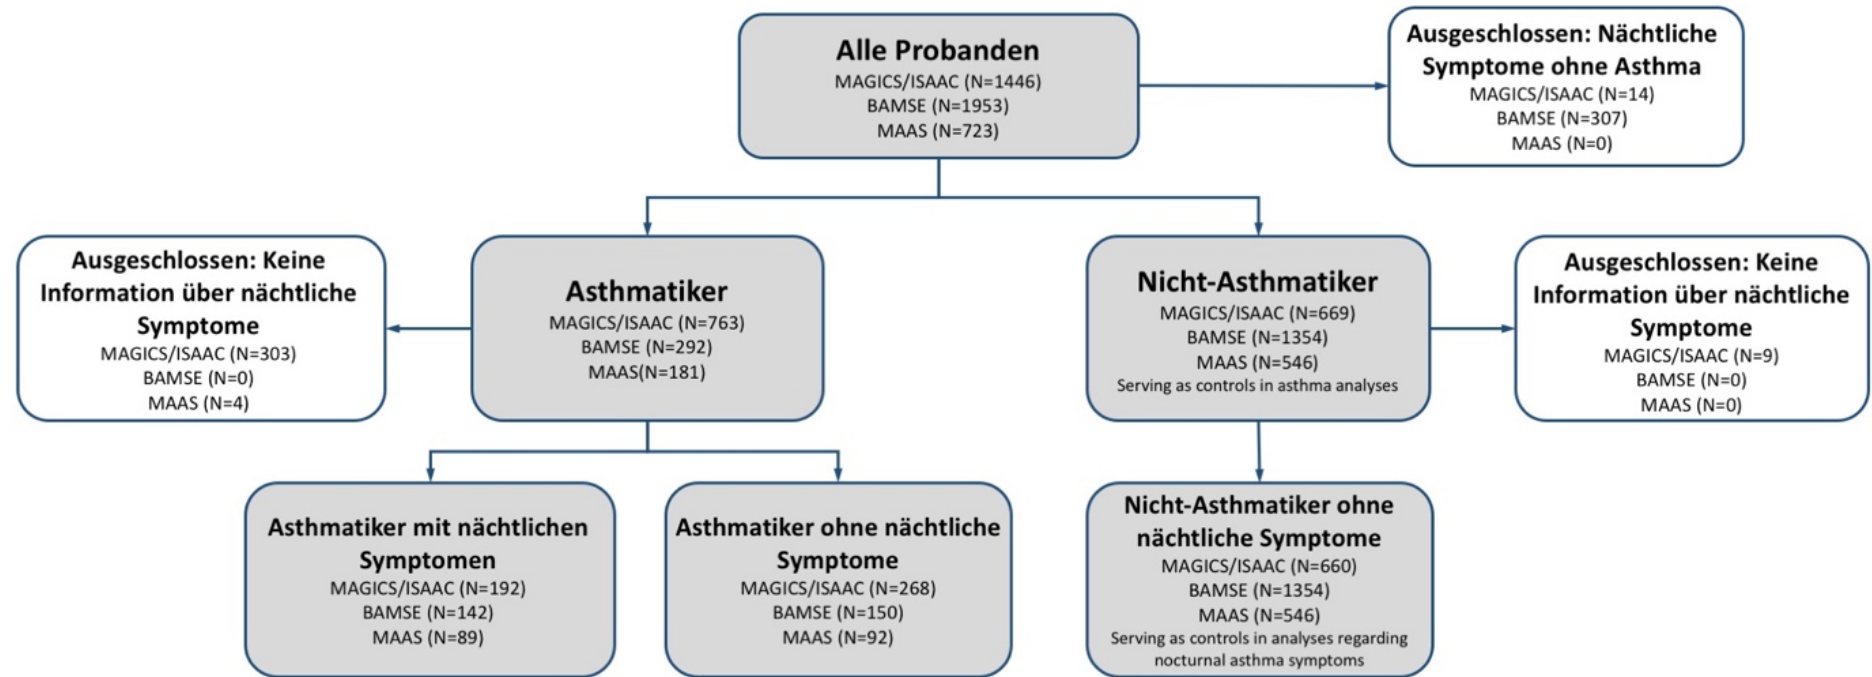 Alle Probanden
MAGICS/ISAAC (N=1446)
BAMSE (N=1953)
MAAS (N=723)
Ausgeschlossen: Nächtliche
Symptome ohne Asthma
MAGICS/ISAAC (N=14)
BAMSE (N=307)
MAAS (N=0)
Ausgeschlossen: Keine
Information über nächtliche
Symptome
MAGICS/ISAAC (N=303)
BAMSE (N=0)
MAAS (N=4)
Asthmatiker
MAGICS/ISAAC (N=763)
BAMSE (N=292)
MAAS(N=181)
Nicht-Asthmatiker
MAGICS/ISAAC (N=669)
BAMSE (N=1354)
MAAS (N=546)
Serving as controls in asthma analyses
Ausgeschlossen: Keine
Information über nächtliche
Symptome
MAGICS/ISAAC (N=9)
BAMSE (N=0)
MAAS (N=0)
Asthmatiker mit nächtlichen
Symptomen
MAGICS/ISAAC (N=192)
BAMSE (N=142)
MAAS (N=89)
Asthmatiker ohne nächtliche
Symptome
MAGICS/ISAAC (N=268)
BAMSE (N=150)
MAAS (N=92)
Nicht-Asthmatiker ohne
nächtliche Symptome
MAGICS/ISAAC (N=660)
BAMSE (N=1354)
MAAS (N=546)
Serving as controls in analyses regarding
nocturnal asthma symptoms